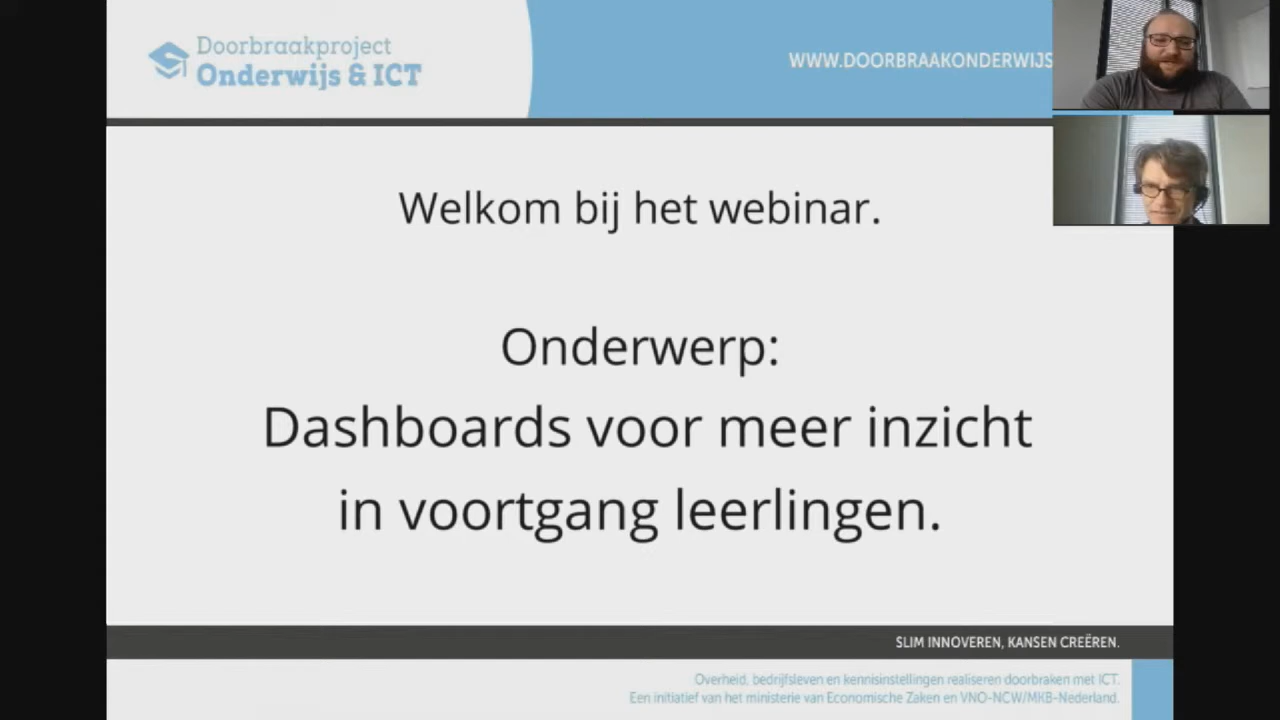 Doorbraakproject
Onderwijs & ICT
WWW.DOORBRAAKONDERWIJS
Welkom bij het webinar.
Onderwerp:
Dashboards voor meer inzicht
in voortgang leerlingen.
SLIM INNOVEREN, KANSEN CREËREN.
Overheid, bedrijfsleven en kennisinstellingen realiseren doorbraken met ICT.
Een initiatief van het ministerie van Economische Zaken en VNO-NCW/MKB-Nederland.